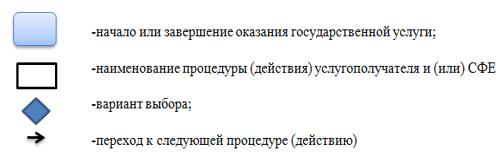 -начало или завершение оказания государственной услуги;
-наименование процедуры (действия) услугополучателя и (или) СФЕ
-вариант выбора;
-переход к следующей процедуре (действию)